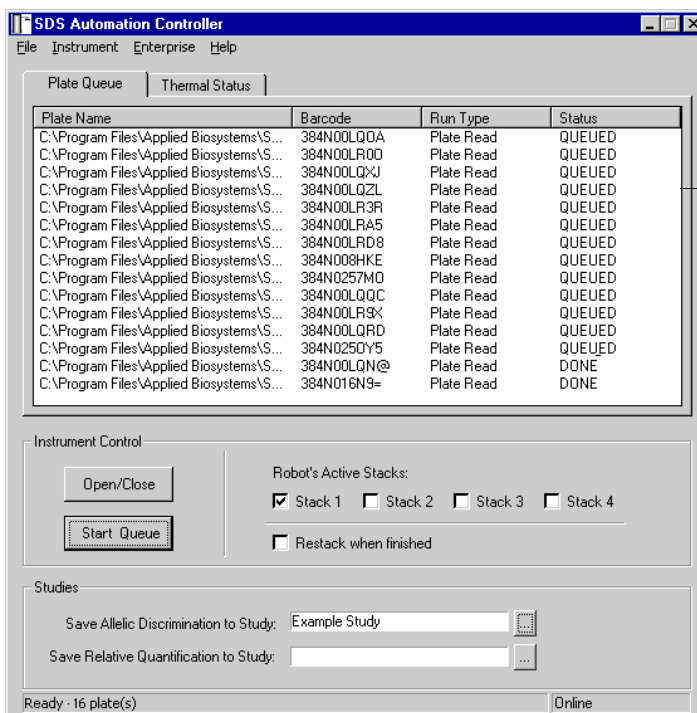 SDS Automation Controller
File Instrument Enterprise Help
Plate Queue Thermal Status
Plate Name Barcode Run Type Status
C:\Program Files\Applied Biosystems\S... 384N00LQOA Plate Read QUEUED
C:\Program Files\Applied Biosystems\S... 384N00LR00 Plate Read QUEUED
C:\Program Files\Applied Biosystems\S... 384N00LQXJ Plate Read QUEUED
C:\Program Files\Applied Biosystems\S... 384N00LQZL Plate Read QUEUED
C:\Program Files\Applied Biosystems\S... 384N00LR3R Plate Read QUEUED
C:\Program Files\Applied Biosystems\S... 384N00LRA5 Plate Read QUEUED
C:\Program Files\Applied Biosystems\S... 384N00LRD8 Plate Read QUEUED
C:\Program Files\Applied Biosystems\S... 384N008HKE Plate Read QUEUED
C:\Program Files\Applied Biosystems\S... 384N0257MO Plate Read QUEUED
C:\Program Files\Applied Biosystems\S... 384N00LQQC Plate Read QUEUED
C:\Program Files\Applied Biosystems\S... 384N00LR9X Plate Read QUEUED
C:\Program Files\Applied Biosystems\S... 384N00LQRD Plate Read QUEUED
C:\Program Files\Applied Biosystems\S... 384N0250Y5 Plate Read QUEUED
C:\Program Files\Applied Biosystems\S... 384N00LQN@ Plate Read DONE
C:\Program Files\Applied Biosystems\S... 384N016N9= Plate Read DONE
Instrument Control
Open/Close
Start Queue
Robot's Active Stacks:
Stack 1 Stack 2 Stack 3 Stack 4
Restack when finished
Studies
Save Allelic Discrimination to Study: Example Study ...
Save Relative Quantification to Study: ...
Ready - 16 plate(s) Online